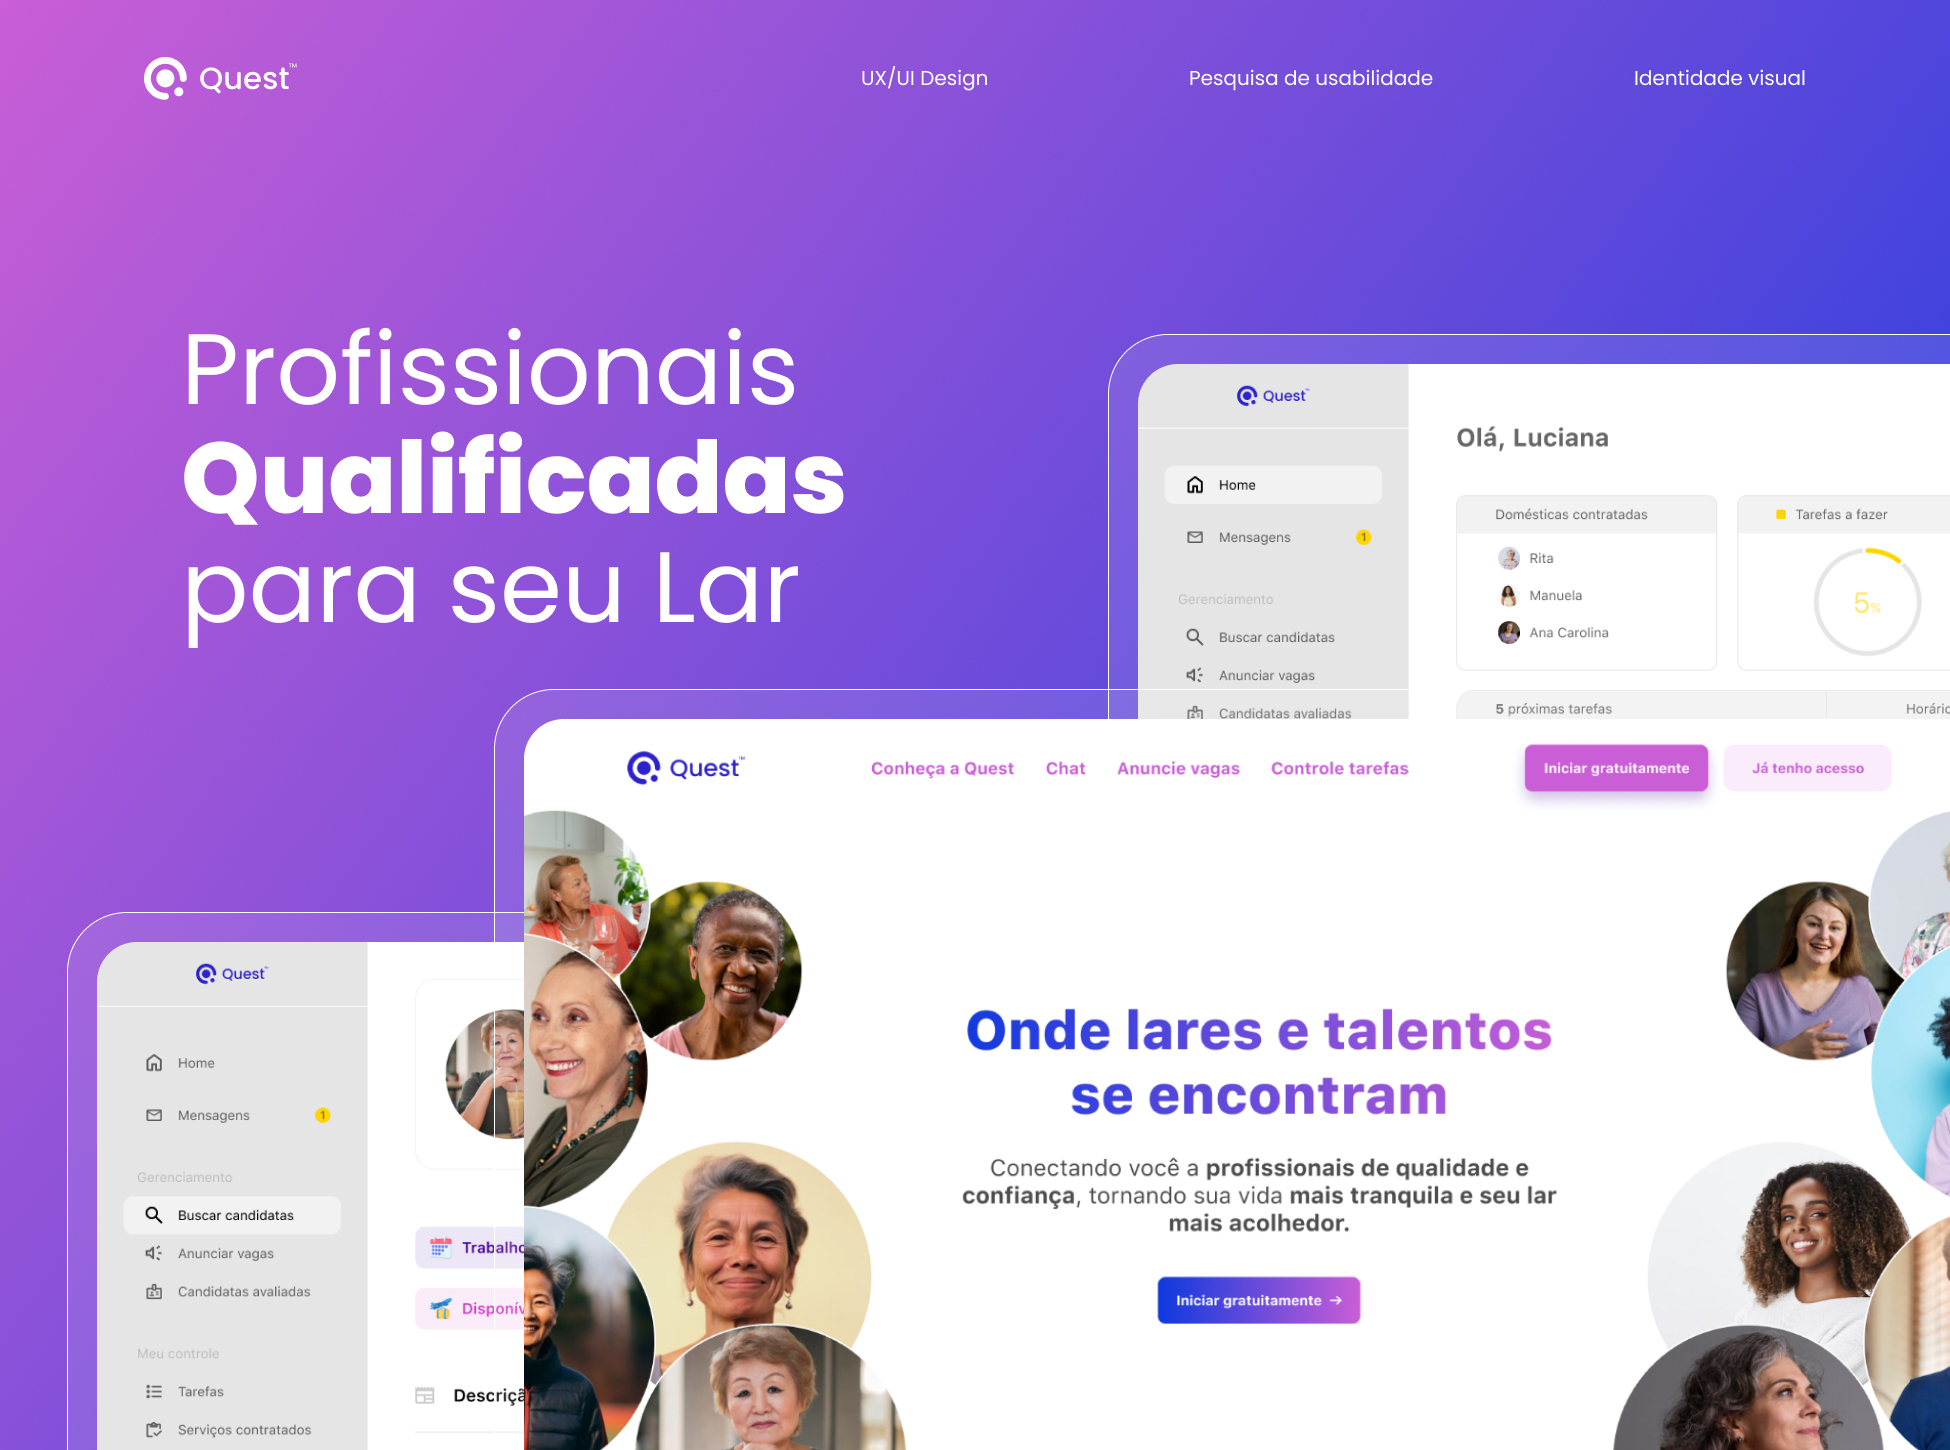 Quest™
UX/UI Design
Pesquisa de usabilidade
Identidade visual
Profissionais
Qualificadas
para seu Lar
Quest™
Home
Mensagens
1
Gerenciamento
Buscar candidatas
Anunciar vagas
Candidatas avaliadas
Olá, Luciana
Domésticas contratadas
Rita
Manuela
Ana Carolina
Tarefas a fazer
5%
5 próximas tarefas
Quest™
Conheça a Quest
Chat
Anuncie vagas
Controle tarefas
Iniciar gratuitamente
Já tenho acesso
Onde lares e talentos
se encontram
Conectando você a profissionais de qualidade e
confiança, tornando sua vida mais tranquila e seu lar
mais acolhedor.
Iniciar gratuitamente →
Quest™
Home
Mensagens
1
Gerenciamento
Buscar candidatas
Anunciar vagas
Candidatas avaliadas
Meu controle
Tarefas
Serviços contratados